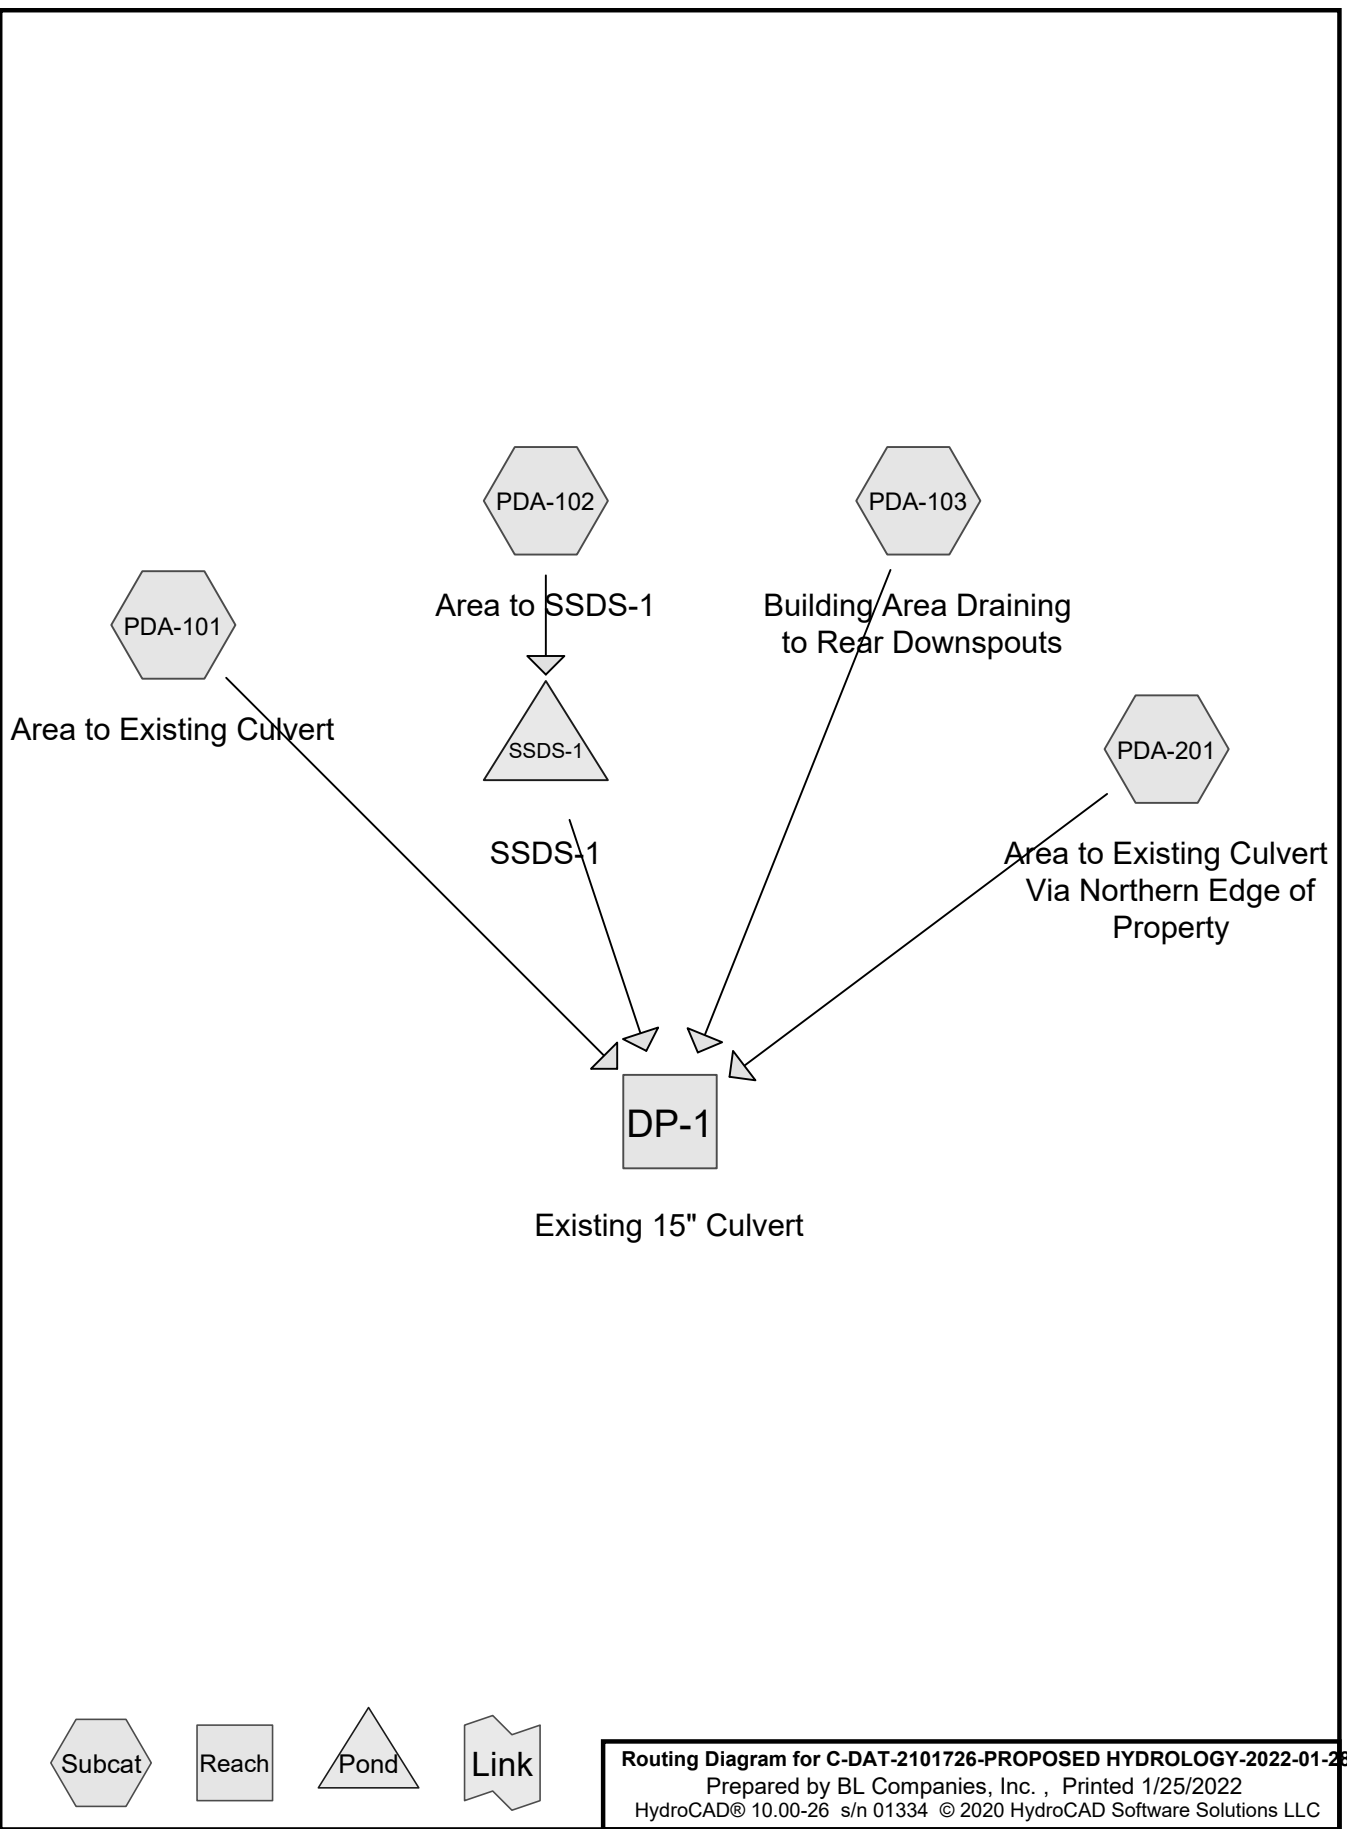 PDA-102
PDA-103
Area to SSDS-1
Building Area Draining
to Rear Downspouts
PDA-101
Area to Existing Culvert
SSDS-1
SSDS-1
PDA-201
Area to Existing Culvert
Via Northern Edge of
Property
DP-1
Existing 15" Culvert
Subcat
Reach
Pond
Link
Routing Diagram for C-DAT-2101726-PROPOSED HYDROLOGY-2022-01-28
Prepared by BL Companies, Inc. , Printed 1/25/2022
HydroCAD® 10.00-26 s/n 01334 © 2020 HydroCAD Software Solutions LLC